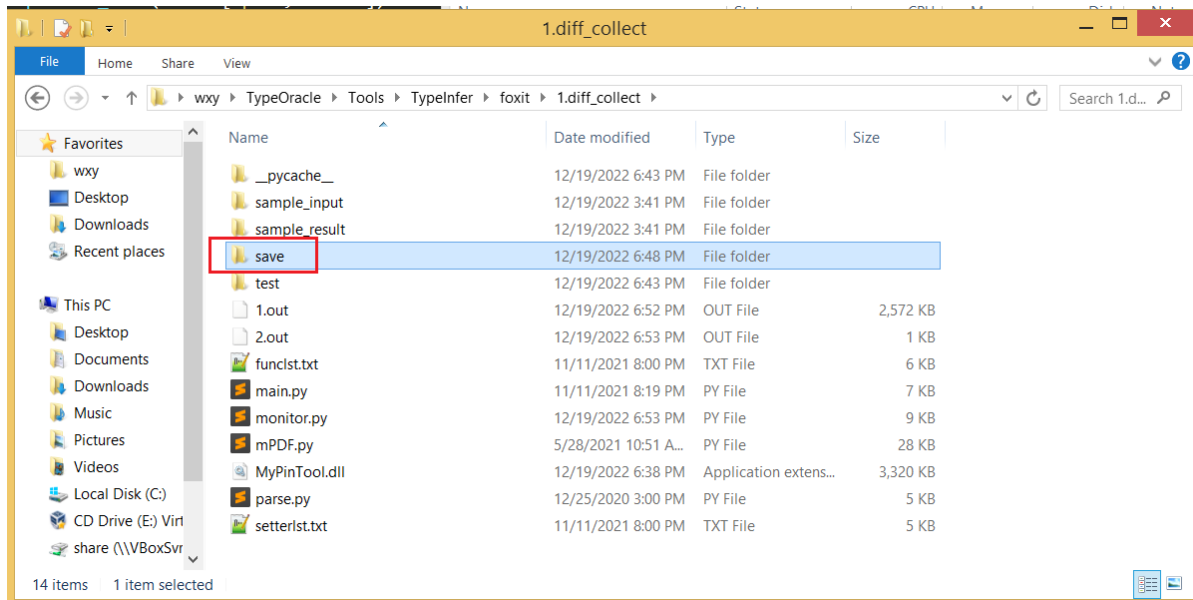 1.diff_collect
File Home Share View
wxy TypeOracle Tools TypeInfer foxit 1.diff_collect Search 1.d...
Name Date modified Type Size
Favorites
wxy
Desktop
Downloads
Recent places
This PC
Desktop
Documents
Downloads
Music
Pictures
Videos
Local Disk (C:)
CD Drive (E:) Virt
share (\\VBoxSvr
__pycache__ 12/19/2022 6:43 PM File folder
sample_input 12/19/2022 3:41 PM File folder
sample_result 12/19/2022 3:41 PM File folder
save 12/19/2022 6:48 PM File folder
test 12/19/2022 6:43 PM File folder
1.out 12/19/2022 6:52 PM OUT File 2,572 KB
2.out 12/19/2022 6:53 PM OUT File 1 KB
funclst.txt 11/11/2021 8:00 PM TXT File 6 KB
main.py 11/11/2021 8:19 PM PY File 7 KB
monitor.py 12/19/2022 6:53 PM PY File 9 KB
mPDF.py 5/28/2021 10:51 A... PY File 28 KB
MyPinTool.dll 12/19/2022 6:38 PM Application extens... 3,320 KB
parse.py 12/25/2020 3:00 PM PY File 5 KB
setterlst.txt 11/11/2021 8:00 PM TXT File 5 KB
14 items 1 item selected